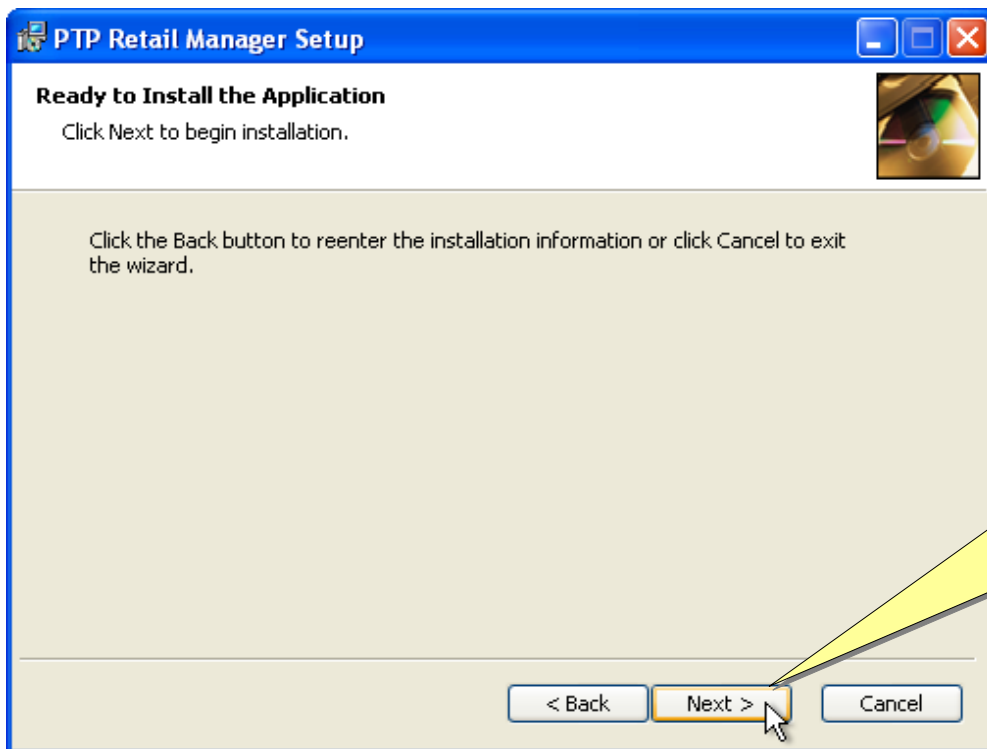 PTP Retail Manager Setup
Ready to Install the Application
Click Next to begin installation.
Click the Back button to reenter the installation information or click Cancel to exit
the wizard.
< Back Next > Cancel